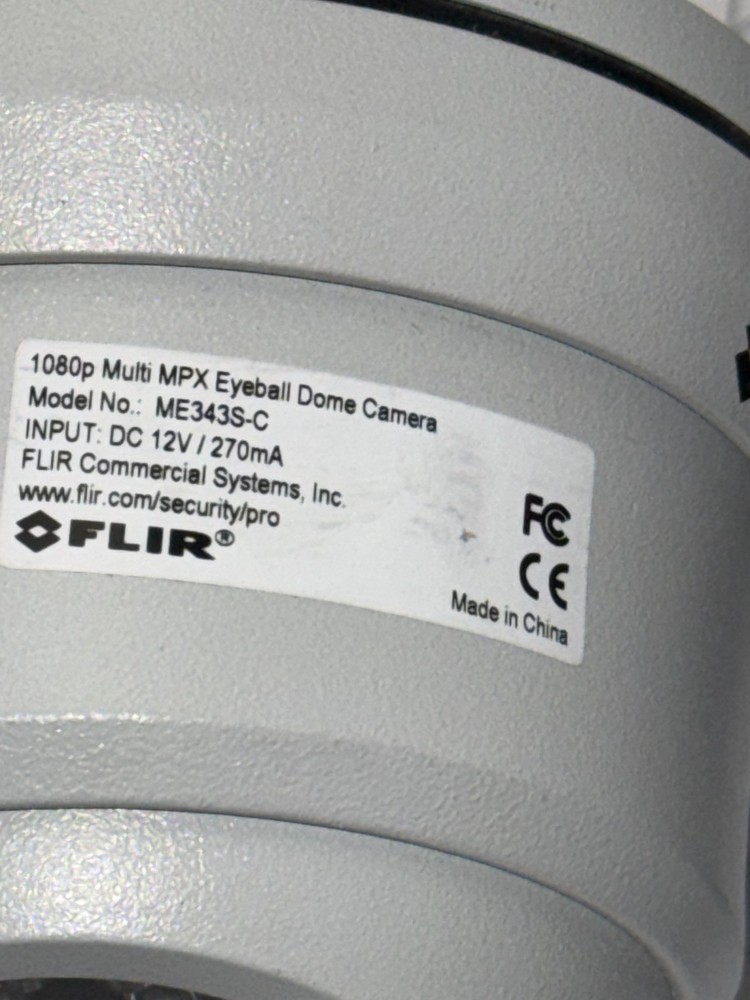 1080p Multi MPX Eyeball Dome Camera
Model No.: ME343S-C
INPUT: DC 12V / 270mA
FLIR Commercial Systems, Inc.
www.flir.com/security/pro
FLIR®
FC
CE
Made in China